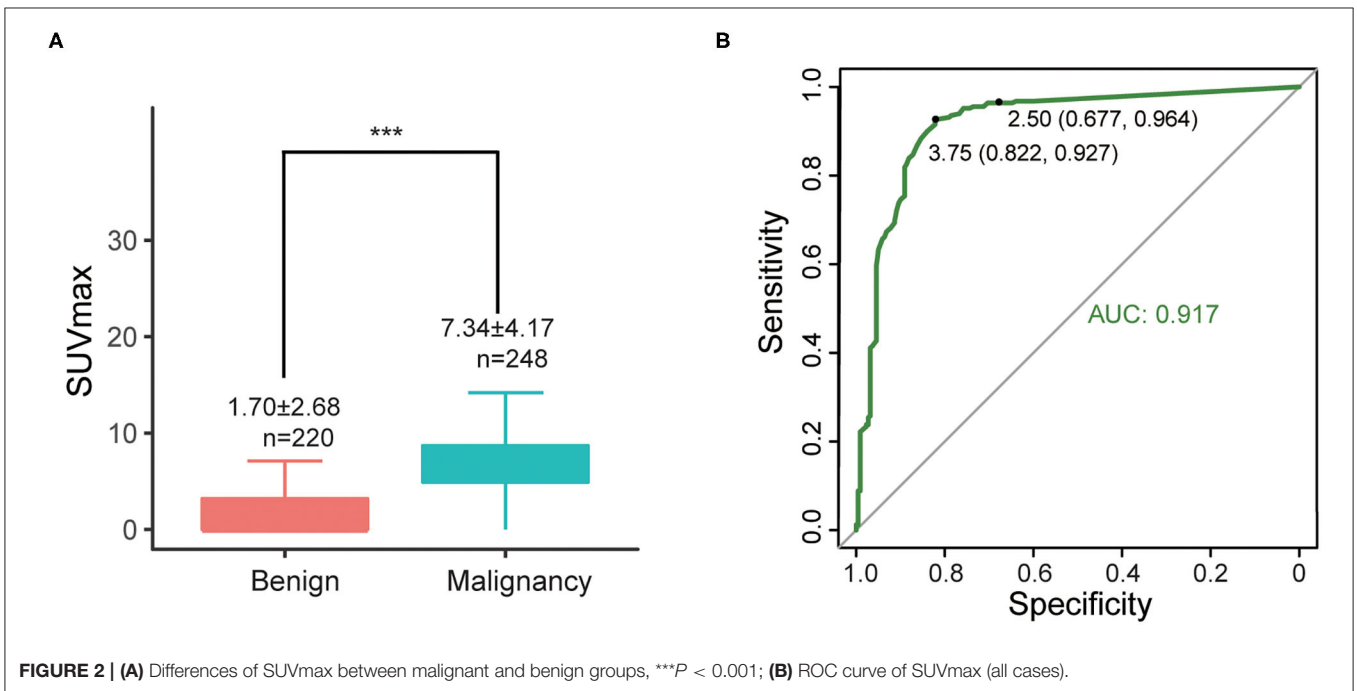 A
***
SUVmax
30
20
10
0
7.34±4.17
n=248
1.70±2.68
n=220
Benign
Malignancy
B
Sensitivity
1.0
0.8
0.6
0.4
0.2
0.0
2.50 (0.677, 0.964)
3.75 (0.822, 0.927)
AUC: 0.917
1.0 0.8 0.6 0.4 0.2 0
Specificity
FIGURE 2 | (A) Differences of SUVmax between malignant and benign groups, ***P < 0.001; (B) ROC curve of SUVmax (all cases).